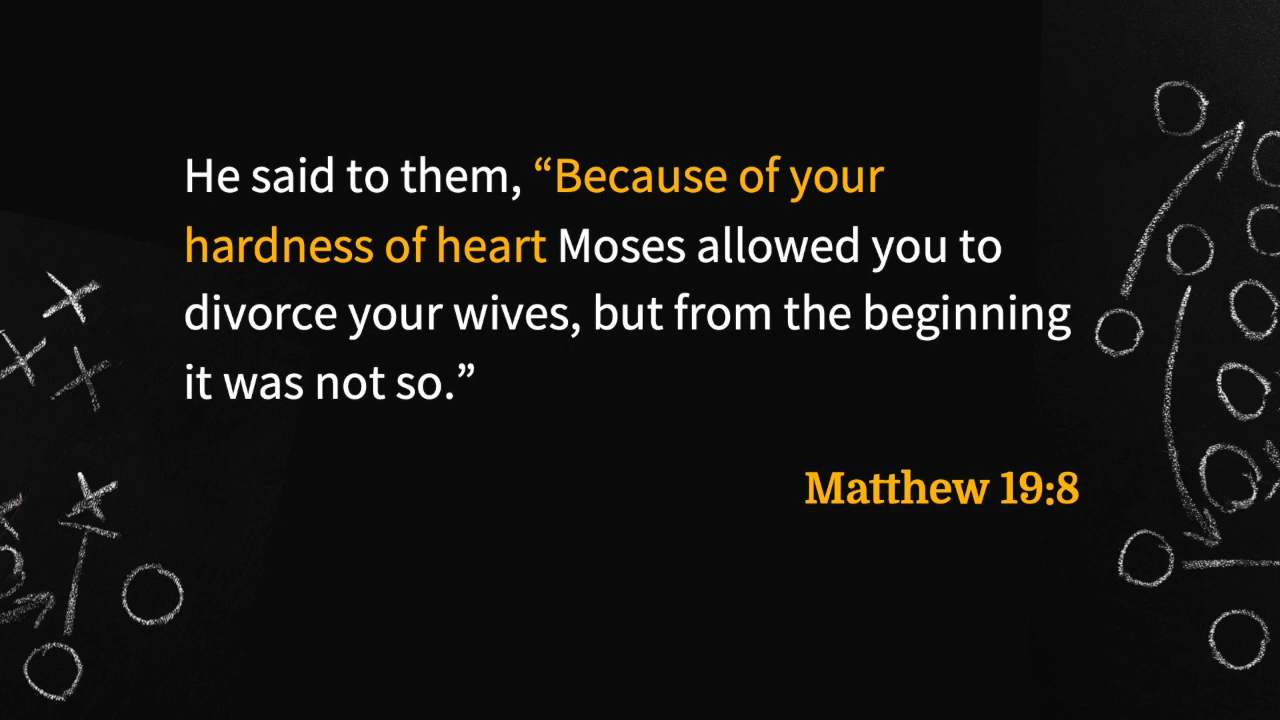 He said to them, “Because of your
hardness of heart Moses allowed you to
divorce your wives, but from the beginning
it was not so.”
Matthew 19:8